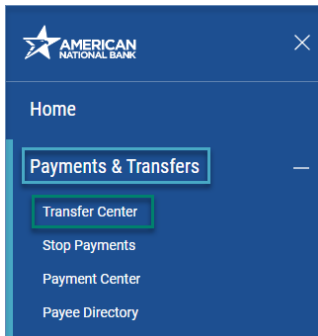 AMERICAN
NATIONAL BANK
Home
Payments & Transfers
Transfer Center
Stop Payments
Payment Center
Payee Directory